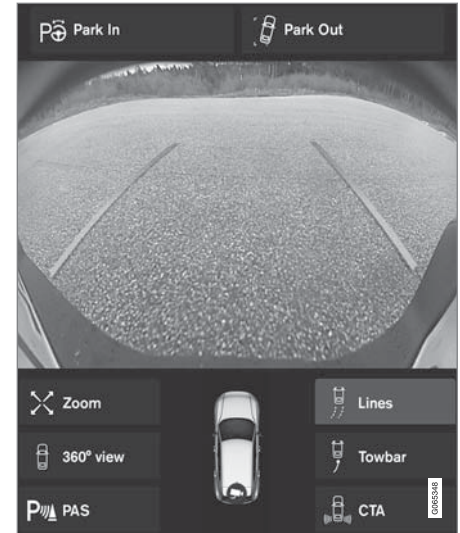 Park In
Park Out
Zoom
Lines
360° view
Towbar
PAS
CTA
G065348